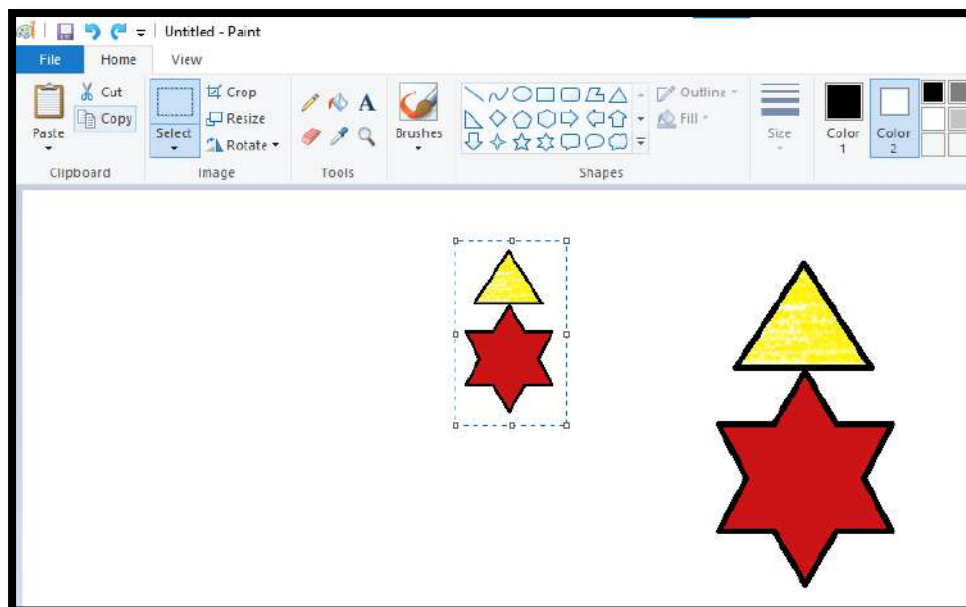 Untitled - Paint
File Home View
Cut
Copy
Paste
Clipboard
Crop
Resize
Rotate
Select
Image
A
Tools
Brushes
Outline
Fill
Shapes
Size
Color
1
Color
2